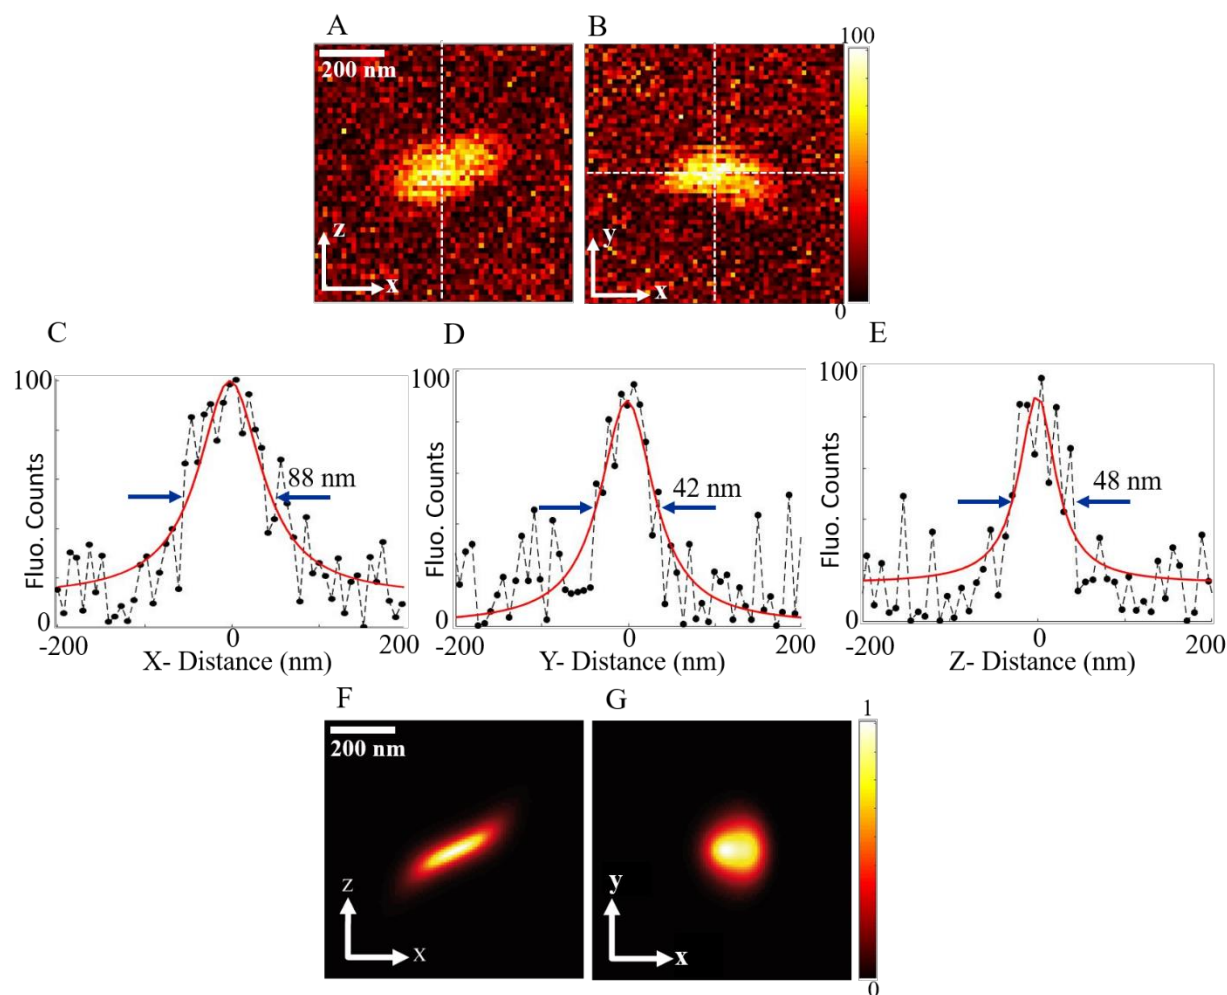 A
B
100
200 nm
z
x
y
x
0
C
D
E
100
Fluo. Counts
88 nm
0
-200
0
200
X- Distance (nm)
100
Fluo. Counts
42 nm
0
-200
0
200
Y- Distance (nm)
100
Fluo. Counts
48 nm
0
-200
0
200
Z- Distance (nm)
F
G
1
200 nm
z
x
y
x
0